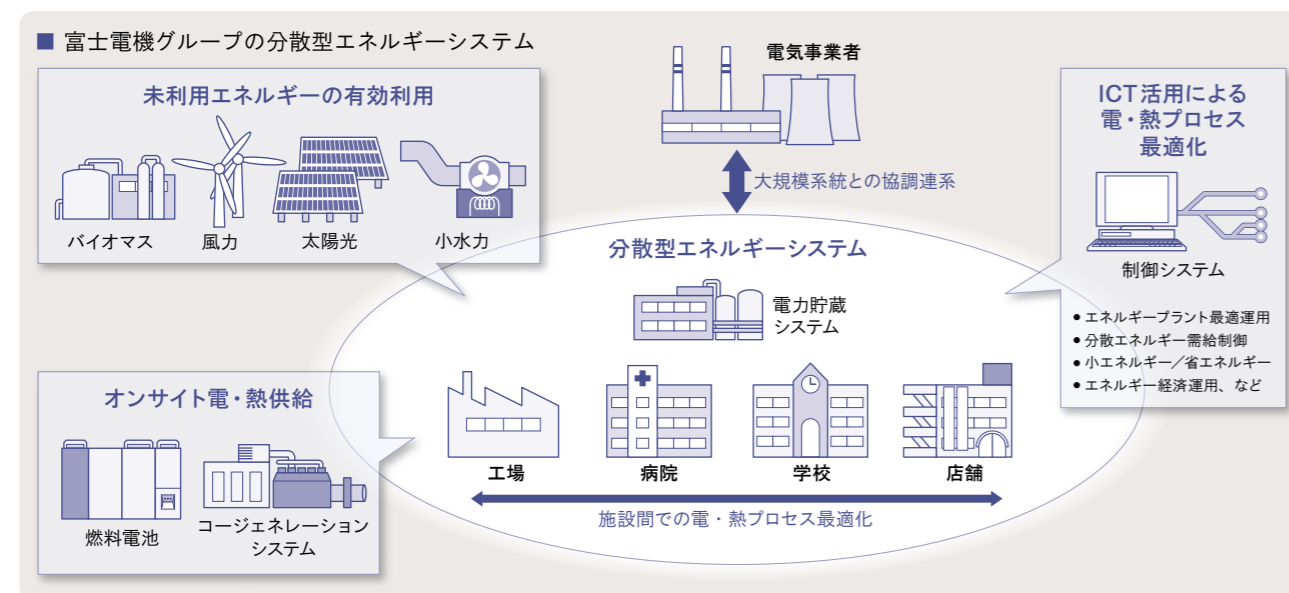 ■ 富士電機グループの分散型エネルギーシステム
未利用エネルギーの有効利用
バイオマス
風力
太陽光
小水力
電気事業者
大規模系統との協調連系
ICT活用による
電・熱プロセス
最適化
制御システム
● エネルギープラント最適運用
● 分散エネルギー需給制御
● 小エネルギー／省エネルギー
● エネルギー経済運用、など
分散型エネルギーシステム
電力貯蔵
システム
工場
病院
学校
店舗
施設間での電・熱プロセス最適化
オンサイト電・熱供給
燃料電池
コージェネレーション
システム